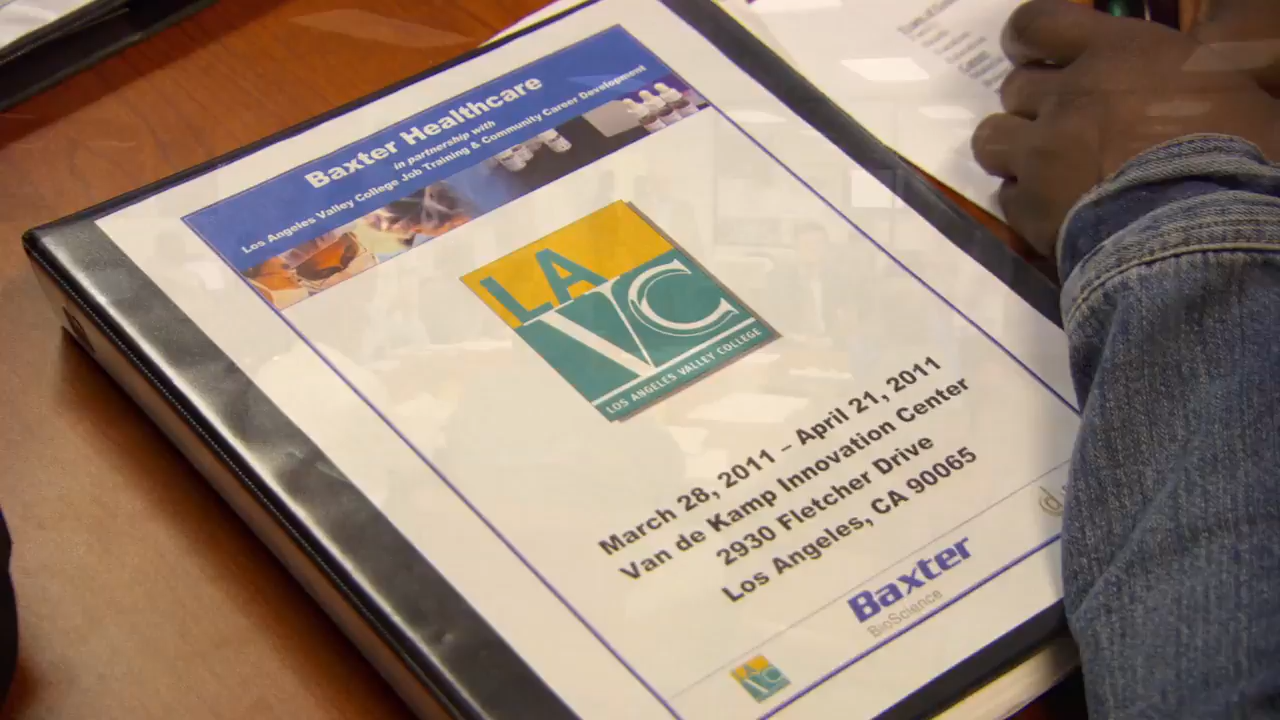 Baxter Healthcare
in partnership with
Los Angeles Valley College Job Training & Community Career Development
LA
VC
LOS ANGELES VALLEY COLLEGE
March 28, 2011 – April 21, 2011
Van de Kamp Innovation Center
2930 Fletcher Drive
Los Angeles, CA 90065
d
Baxter
BioScience
LA
VC